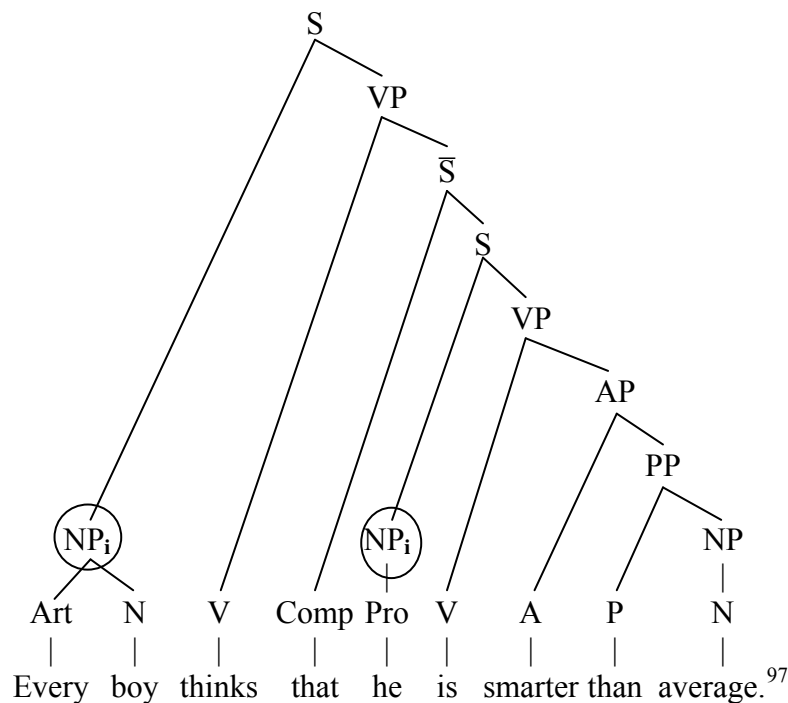 S
VP
S̅
S
VP
AP
PP
NPᵢ NPᵢ NP
Art N V Comp Pro V A P N
Every boy thinks that he is smarter than average.⁹⁷